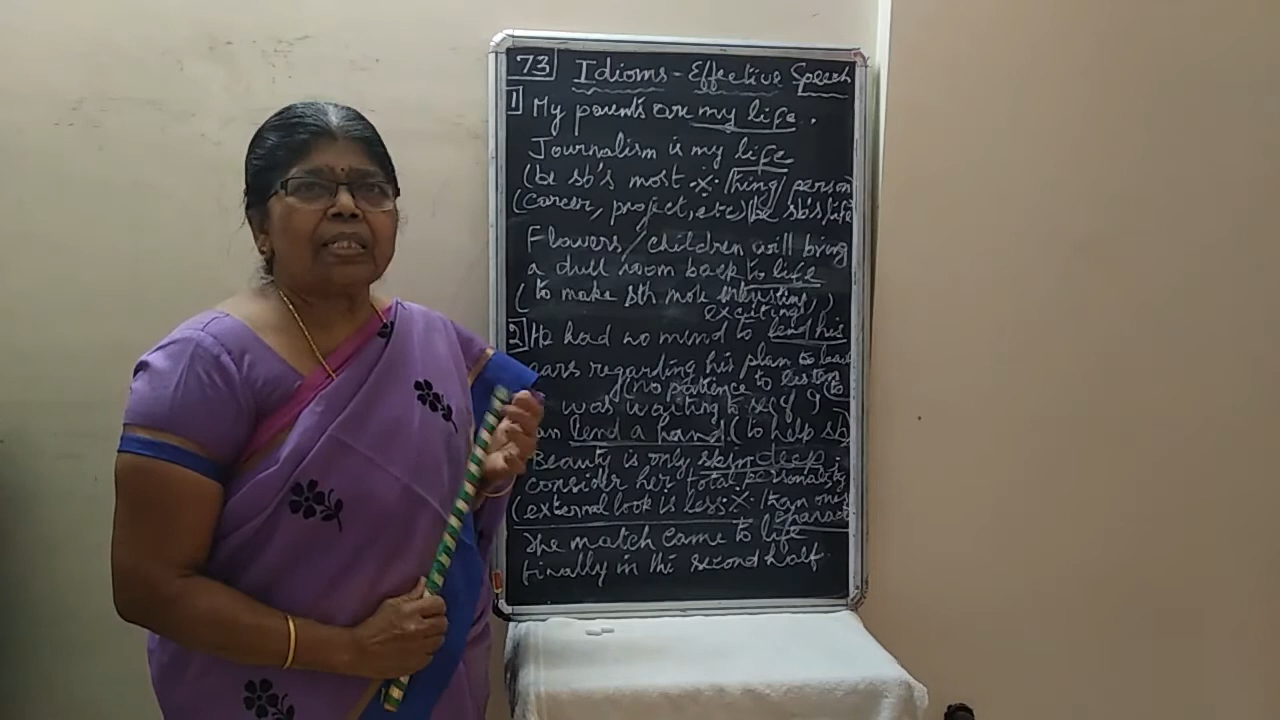 73 Idioms - Effective Speech
1 My parents are my life.
Journalism is my life
(be sb's most ⁒ thing/person
(career, project, etc) (be sb's life
Flowers/children will bring
a dull room back to life
(to make sth more interesting,)
exciting
2 He had no mind to lend his
ears regarding his plan to
(no patience to listen to
was waiting to see if I
an lend a hand (to help sb)
Beauty is only skin deep.
consider her total personality
(external look is less ⁒ than one's
The match came to life
finally in the second half.